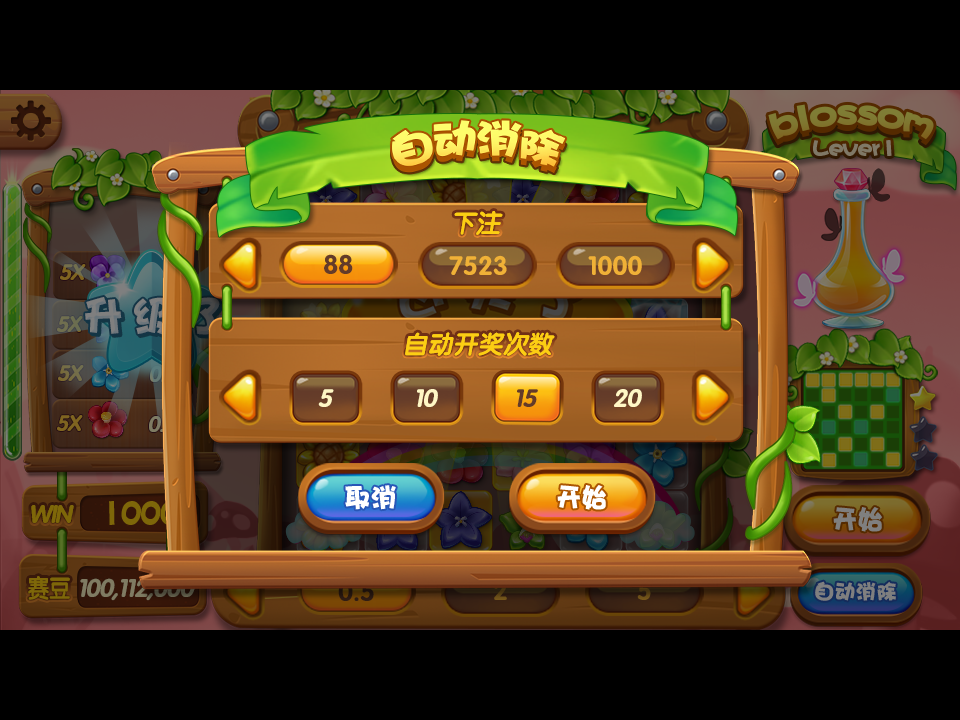 自动消除
blossom
Lever 1
下注
88 7523 1000
5X
升级
5X
自动开奖次数
5X
5 10 15 20
5X
取消 开始
WIN 1000
开始
赛豆 100,112,000
0.5 2 5
自动消除